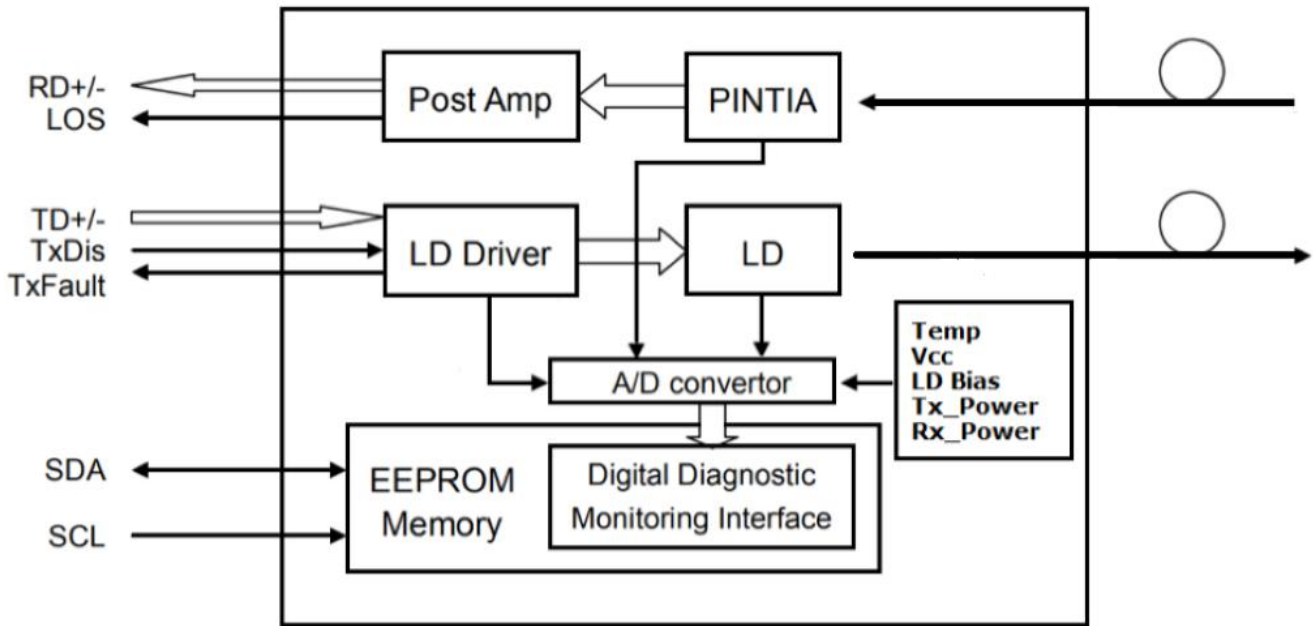 RD+/-
LOS
Post Amp
PINTIA
TD+/-
TxDis
TxFault
LD Driver
LD
Temp
Vcc
LD Bias
Tx_Power
Rx_Power
A/D convertor
SDA
SCL
EEPROM
Memory
Digital Diagnostic
Monitoring Interface